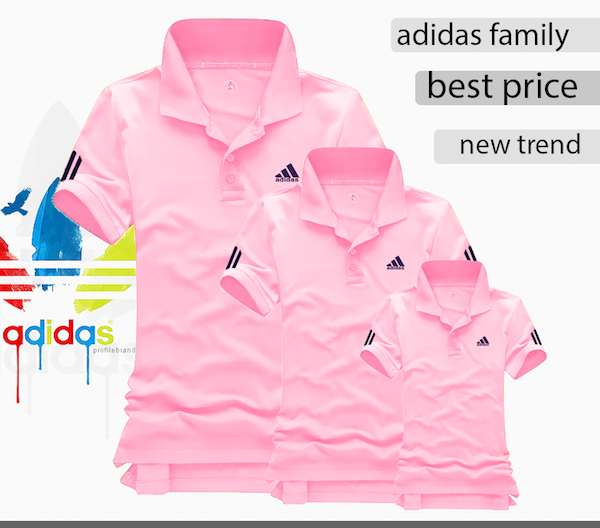 adidas family
best price
new trend
adidas
adidas
adidas
adidas
profilebrand